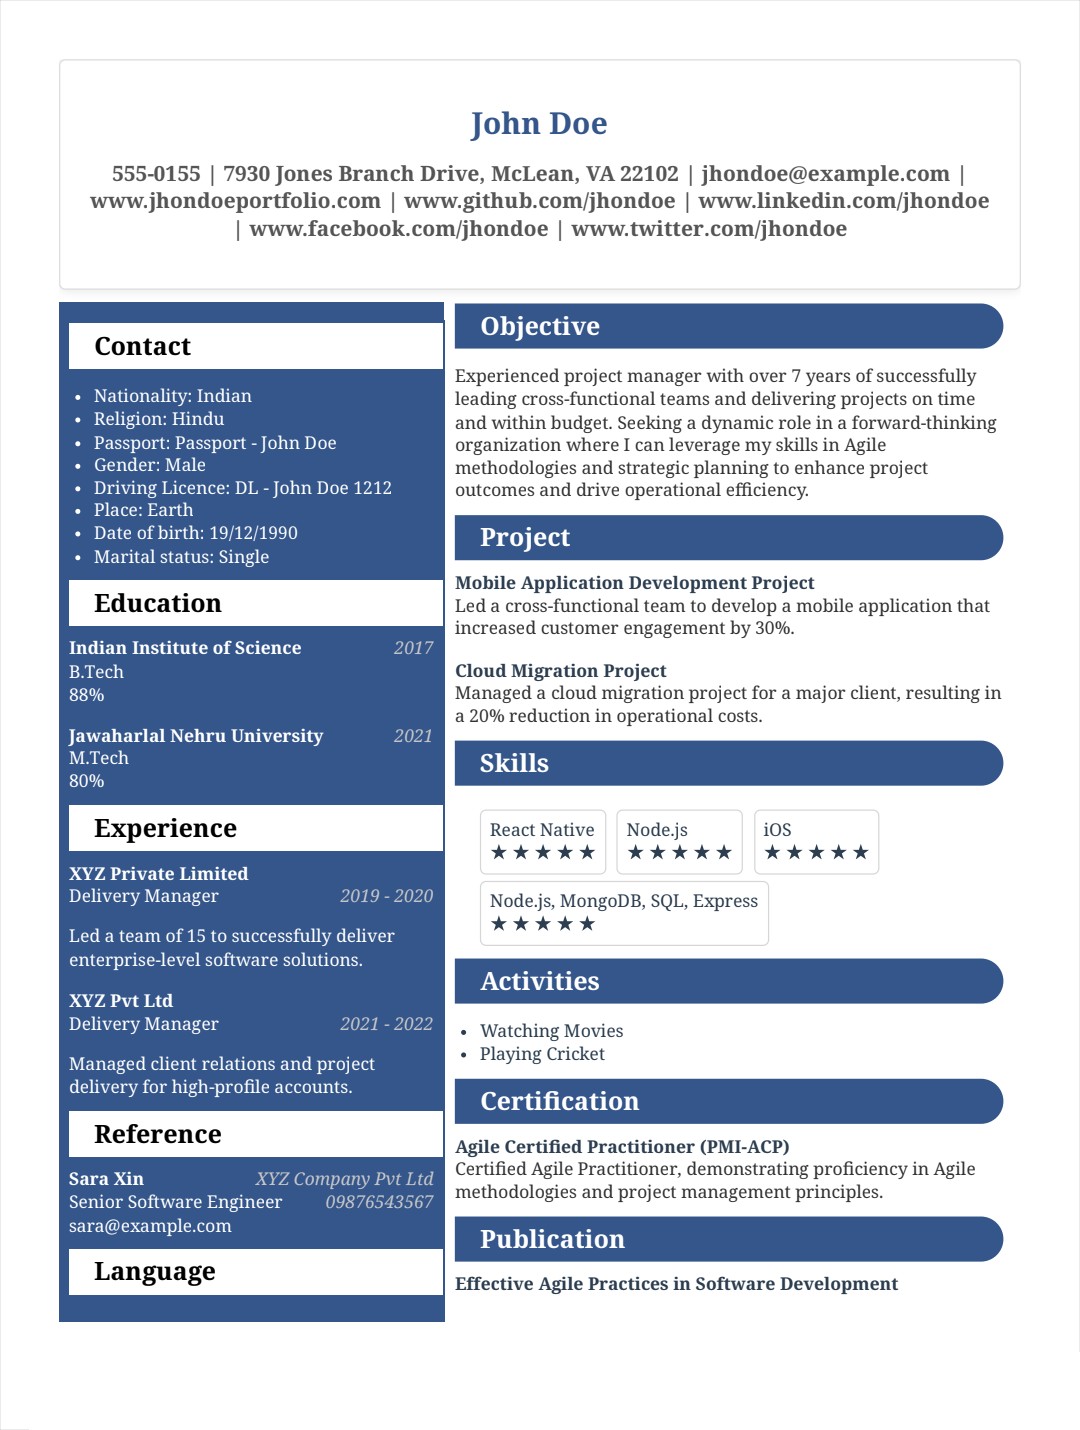 John Doe
555-0155 | 7930 Jones Branch Drive, McLean, VA 22102 | jhondoe@example.com |
www.jhondoeportfolio.com | www.github.com/jhondoe | www.linkedin.com/jhondoe
| www.facebook.com/jhondoe | www.twitter.com/jhondoe
Contact
• Nationality: Indian
• Religion: Hindu
• Passport: Passport - John Doe
• Gender: Male
• Driving Licence: DL - John Doe 1212
• Place: Earth
• Date of birth: 19/12/1990
• Marital status: Single
Education
Indian Institute of Science 2017
B.Tech
88%
Jawaharlal Nehru University 2021
M.Tech
80%
Experience
XYZ Private Limited
Delivery Manager 2019 - 2020
Led a team of 15 to successfully deliver
enterprise-level software solutions.
XYZ Pvt Ltd
Delivery Manager 2021 - 2022
Managed client relations and project
delivery for high-profile accounts.
Reference
Sara Xin XYZ Company Pvt Ltd
Senior Software Engineer 09876543567
sara@example.com
Language
Objective
Experienced project manager with over 7 years of successfully
leading cross-functional teams and delivering projects on time
and within budget. Seeking a dynamic role in a forward-thinking
organization where I can leverage my skills in Agile
methodologies and strategic planning to enhance project
outcomes and drive operational efficiency.
Project
Mobile Application Development Project
Led a cross-functional team to develop a mobile application that
increased customer engagement by 30%.
Cloud Migration Project
Managed a cloud migration project for a major client, resulting in
a 20% reduction in operational costs.
Skills
React Native Node.js iOS
★★★★★ ★★★★★ ★★★★★
Node.js, MongoDB, SQL, Express
★★★★★
Activities
• Watching Movies
• Playing Cricket
Certification
Agile Certified Practitioner (PMI-ACP)
Certified Agile Practitioner, demonstrating proficiency in Agile
methodologies and project management principles.
Publication
Effective Agile Practices in Software Development